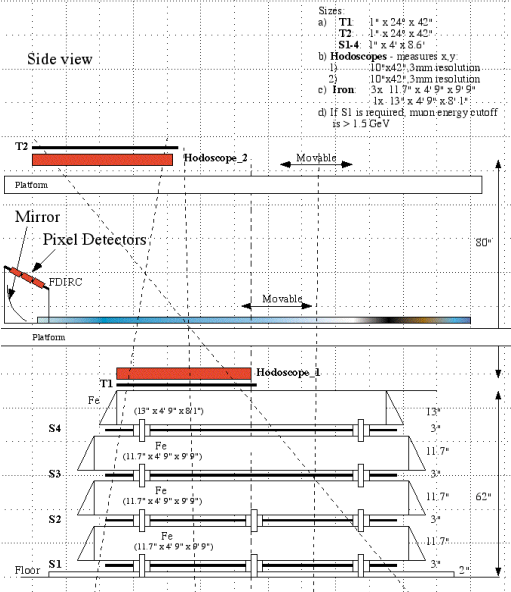 Sizes:
a) T1: 1" x 24" x 42"
T2: 1" x 24" x 42"
S1-4: 1" x 4' x 8.6'
b) Hodoscopes - measures x,y:
1) 10"x42",3mm resolution
2) 10"x42",3mm resolution
c) Iron: 3x 11.7" x 4' 9" x 9' 9"
1x 13" x 4' 9" x 8' 1"
d) If S1 is required, muon energy cutoff
is > 1.5 GeV
Side view
T2
Hodoscope_2
Movable
Platform
Mirror
Pixel Detectors
80"
FDIRC
Movable
Platform
Hodoscope_1
T1
Fe
(13" x 4' 9" x 8'1")
13"
S4
3"
Fe
(11.7" x 4' 9" x 9' 9")
11.7"
S3
3"
Fe
(11.7" x 4' 9" x 9' 9")
11.7"
62"
S2
3"
Fe
(11.7" x 4' 9" x 9' 9")
11.7"
S1
3"
Floor
2"